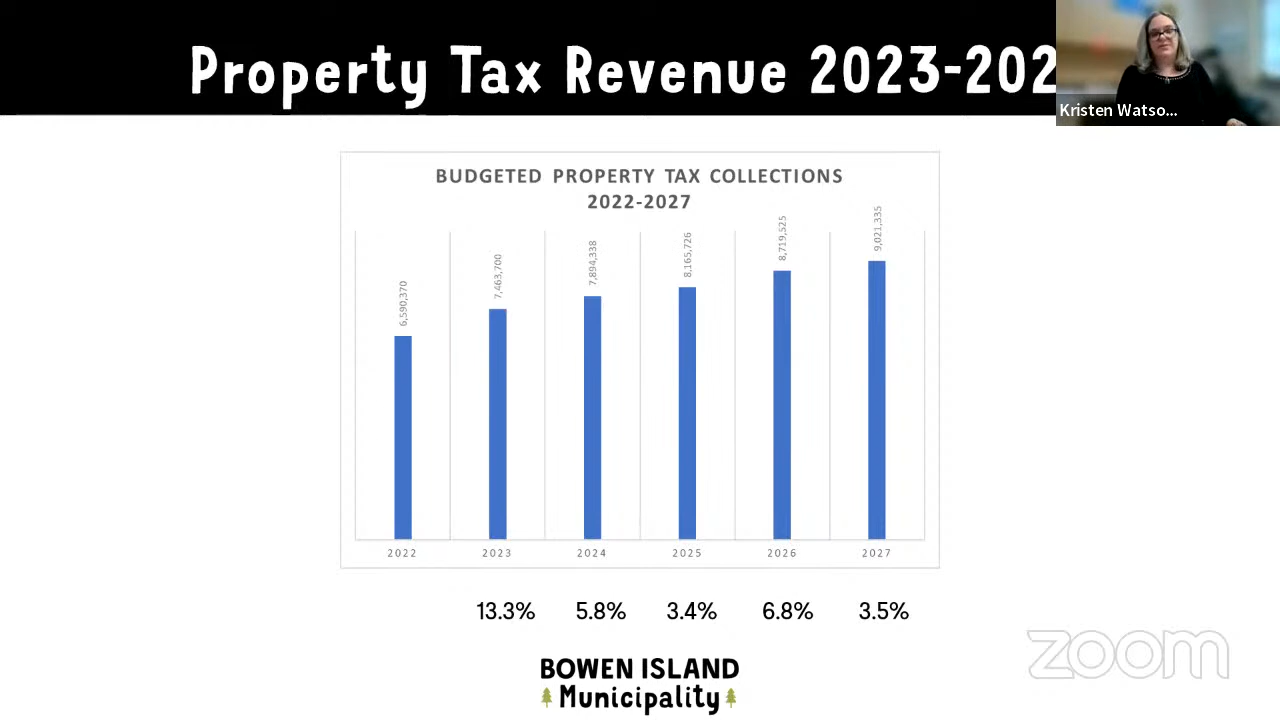 Property Tax Revenue 2023-202
Kristen Watso...
BUDGETED PROPERTY TAX COLLECTIONS
2022-2027
6,590,370
7,463,700
7,894,338
8,165,726
8,719,525
9,021,335
2022 2023 2024 2025 2026 2027
13.3% 5.8% 3.4% 6.8% 3.5%
zoom
BOWEN ISLAND
Municipality